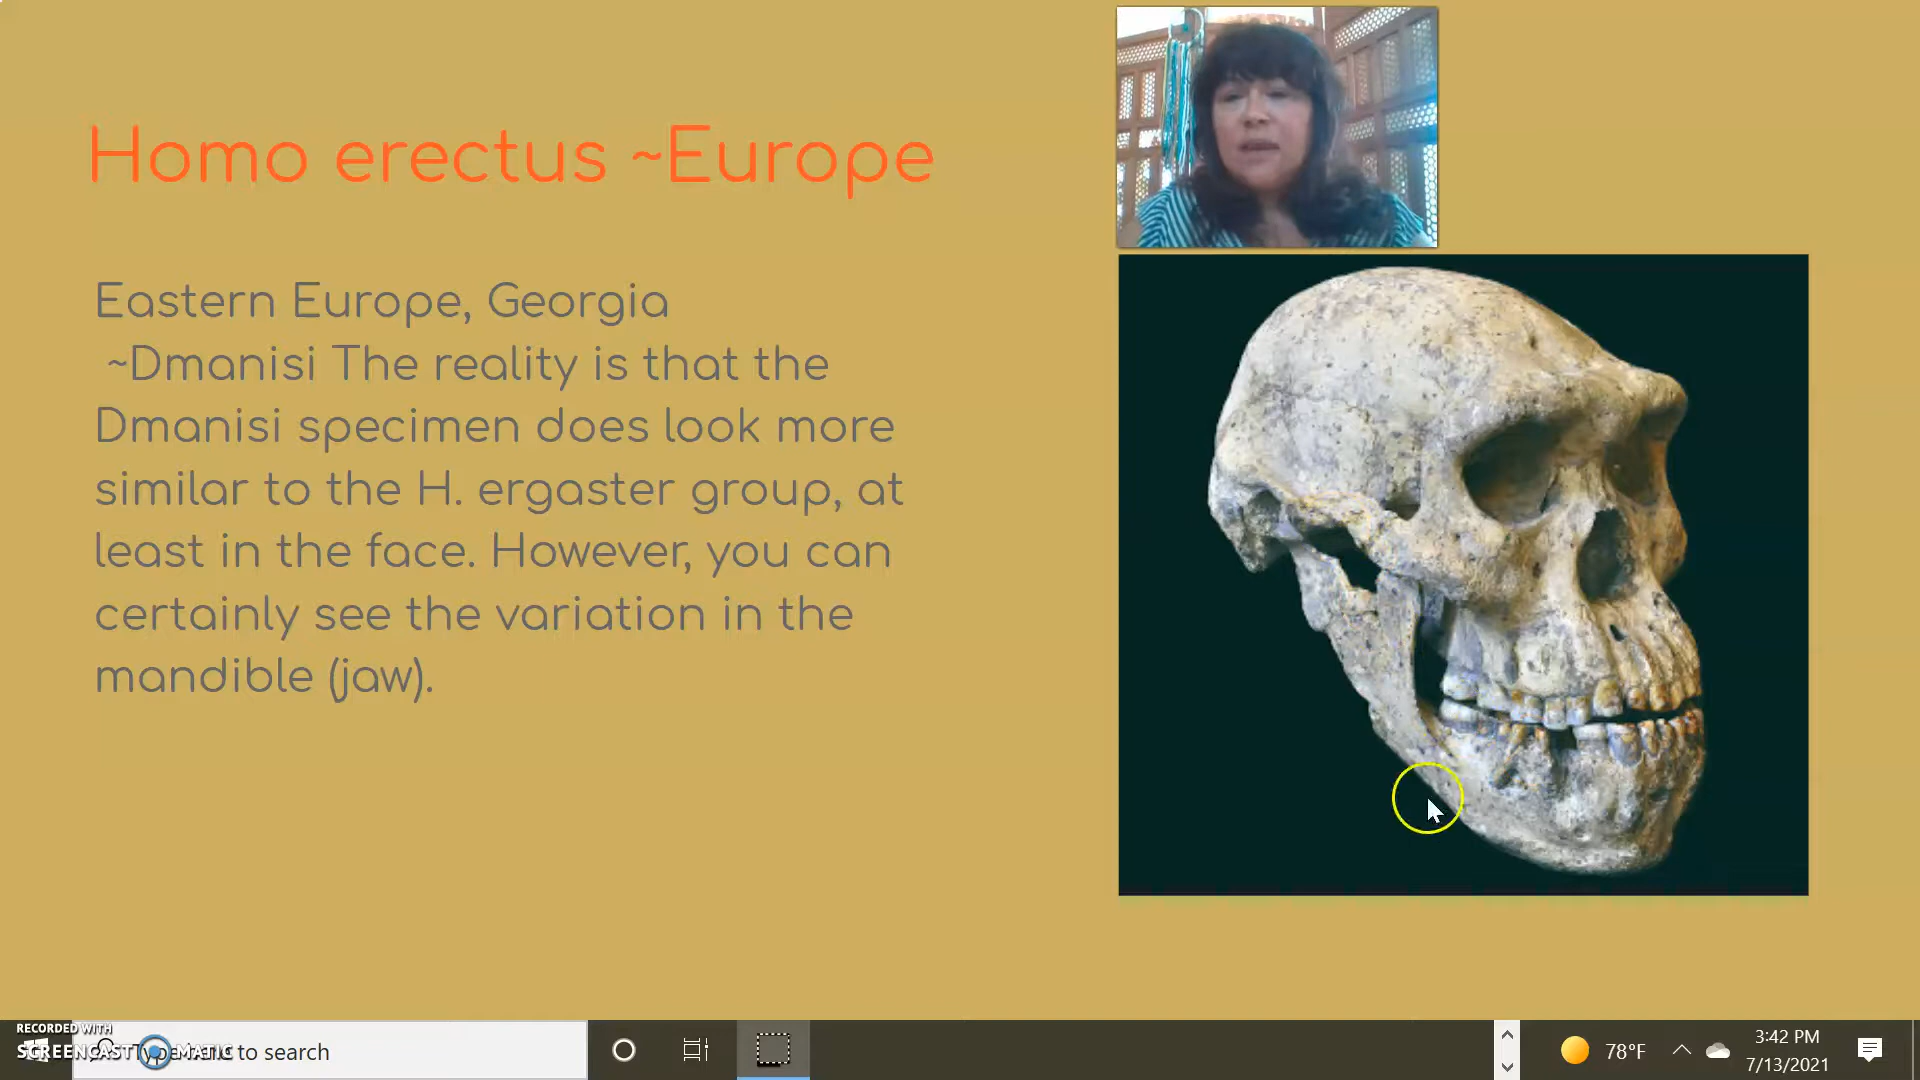 Homo erectus ~Europe
Eastern Europe, Georgia
~Dmanisi The reality is that the
Dmanisi specimen does look more
similar to the H. ergaster group, at
least in the face. However, you can
certainly see the variation in the
mandible (jaw).
RECORDED WITH
SCREENCAST MATIC
to search
78°F
3:42 PM
7/13/2021